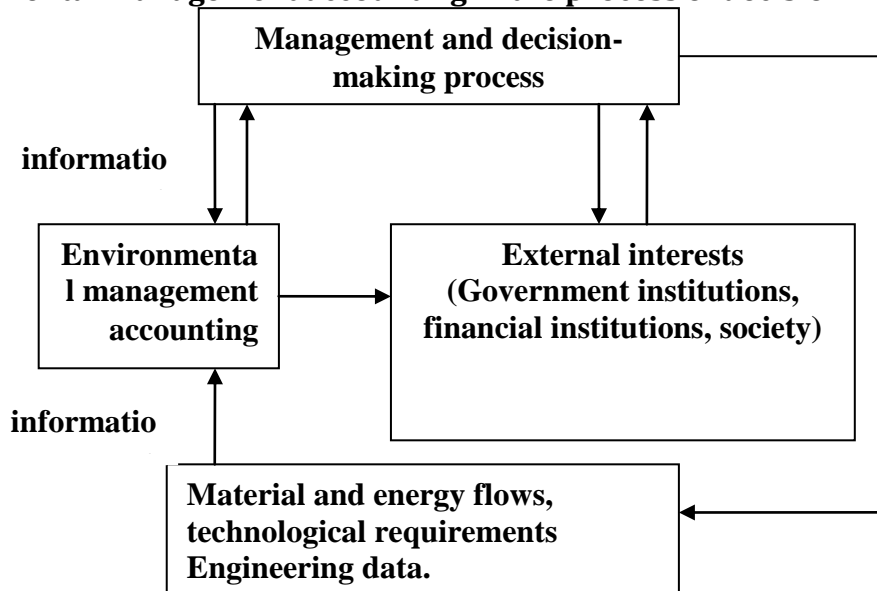 Management and decision-
making process
informatio
Environmenta
l management
accounting
External interests
(Government institutions,
financial institutions, society)
informatio
Material and energy flows,
technological requirements
Engineering data.